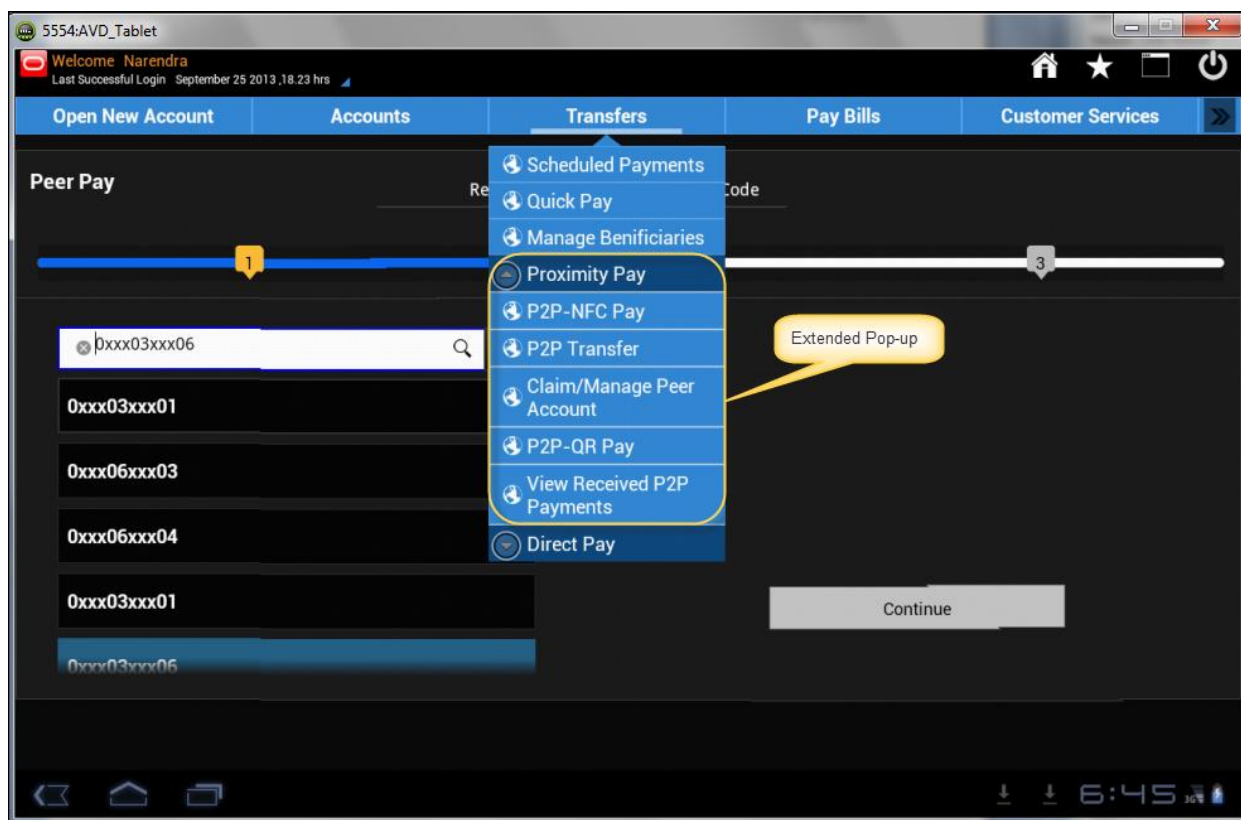 5554:AVD_Tablet
Welcome Narendra
Last Successful Login September 25 2013 ,18.23 hrs
Open New Account
Accounts
Transfers
Pay Bills
Customer Services
Peer Pay
Re
Code
Scheduled Payments
Quick Pay
Manage Benificiaries
Proximity Pay
P2P-NFC Pay
P2P Transfer
Claim/Manage Peer
Account
P2P-QR Pay
View Received P2P
Payments
Direct Pay
1
3
0xxx03xxx06
0xxx03xxx01
0xxx06xxx03
0xxx06xxx04
0xxx03xxx01
0xxx03xxx06
Extended Pop-up
Continue
6:45
3G